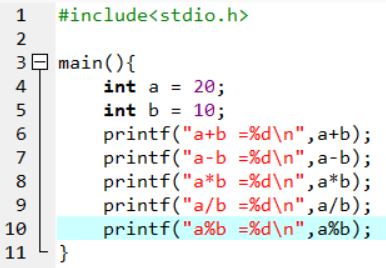 1 #include<stdio.h>
2
3 main(){
4 int a = 20;
5 int b = 10;
6 printf("a+b =%d\n",a+b);
7 printf("a-b =%d\n",a-b);
8 printf("a*b =%d\n",a*b);
9 printf("a/b =%d\n",a/b);
10 printf("a%b =%d\n",a%b);
11 }